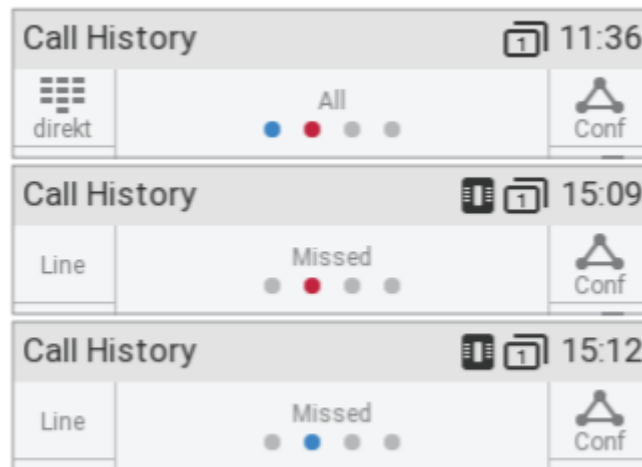 Call History 1 11:36
direkt All Conf
Call History 1 15:09
Line Missed Conf
Call History 1 15:12
Line Missed Conf